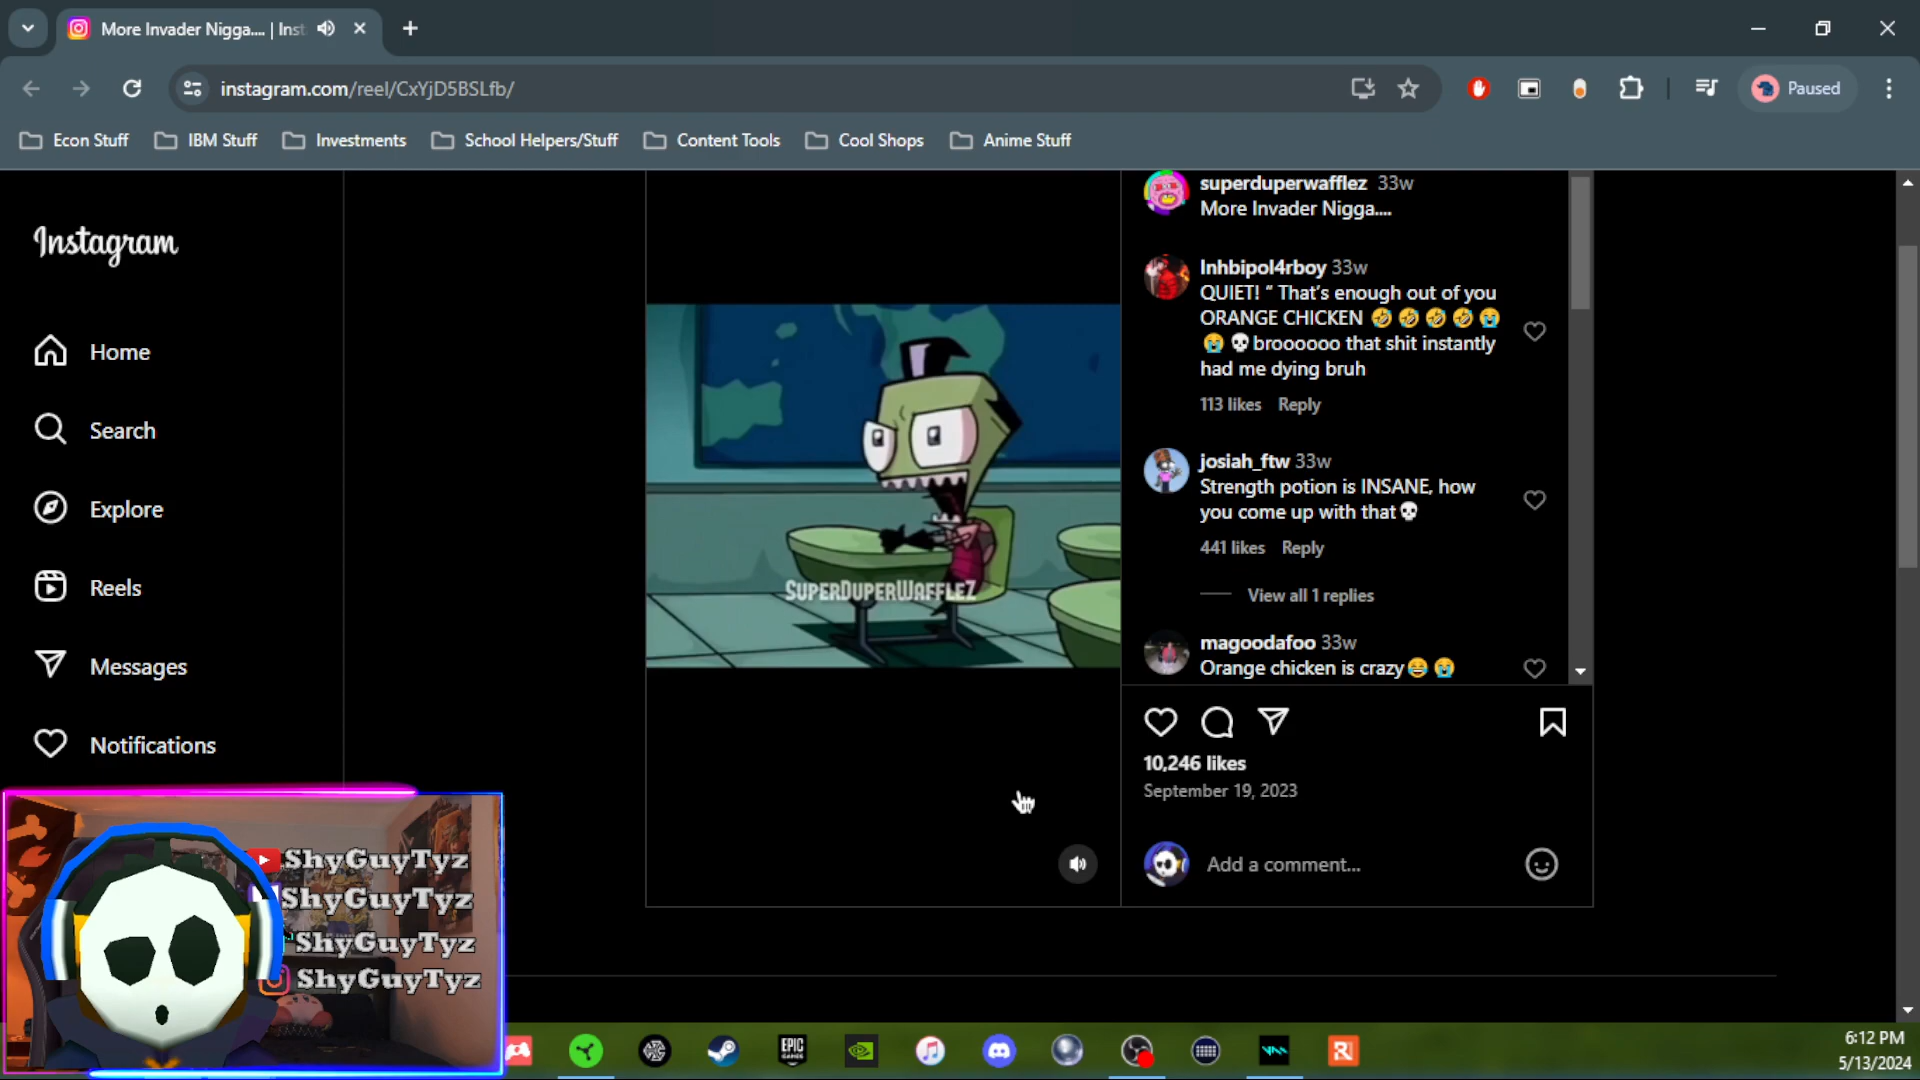 More Invader Nigga.... | Inst
instagram.com/reel/CxYjD5BSLfb/
Paused
Econ Stuff
IBM Stuff
Investments
School Helpers/Stuff
Content Tools
Cool Shops
Anime Stuff
Instagram
Home
Search
Explore
Reels
Messages
Notifications
SUPERDUPERWAFFLEZ
superduperwafflez 33w
More Invader Nigga....
lnhbipol4rboy 33w
QUIET! “ That’s enough out of you
ORANGE CHICKEN 🤣🤣🤣🤣😭
😭💀broooooo that shit instantly
had me dying bruh
113 likes Reply
josiah_ftw 33w
Strength potion is INSANE, how
you come up with that💀
441 likes Reply
View all 1 replies
magoodafoo 33w
Orange chicken is crazy😂😭
10,246 likes
September 19, 2023
Add a comment...
ShyGuyTyz
ShyGuyTyz
ShyGuyTyz
ShyGuyTyz
EPIC
GAMES
6:12 PM
5/13/2024